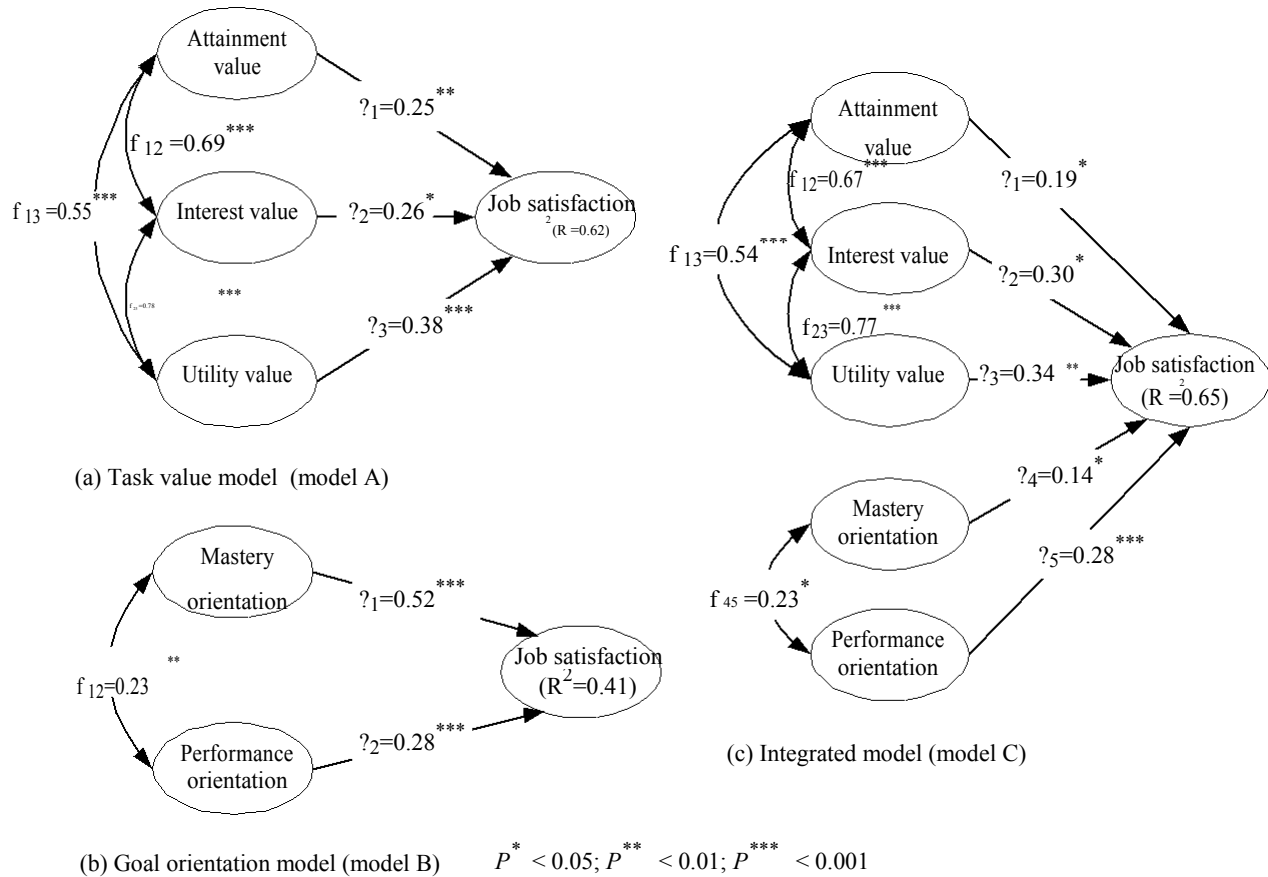 Attainment
value
?1=0.25**
f 12 =0.69***
f 13 =0.55***
Interest value
?2=0.26*
Job satisfaction
2
(R =0.62)
***
f 23 =0.78
?3=0.38***
Utility value
(a) Task value model (model A)
Mastery
orientation
?1=0.52***
**
f 12=0.23
Job satisfaction
(R2=0.41)
?2=0.28***
Performance
orientation
(b) Goal orientation model (model B)
Attainment
value
?1=0.19*
f12=0.67***
f 13=0.54***
Interest value
?2=0.30*
***
f23=0.77
Utility value
?3=0.34 **
Job satisfaction
2
(R =0.65)
?4=0.14*
Mastery
orientation
?5=0.28***
f 45 =0.23*
Performance
orientation
(c) Integrated model (model C)
P* < 0.05; P** < 0.01; P*** < 0.001